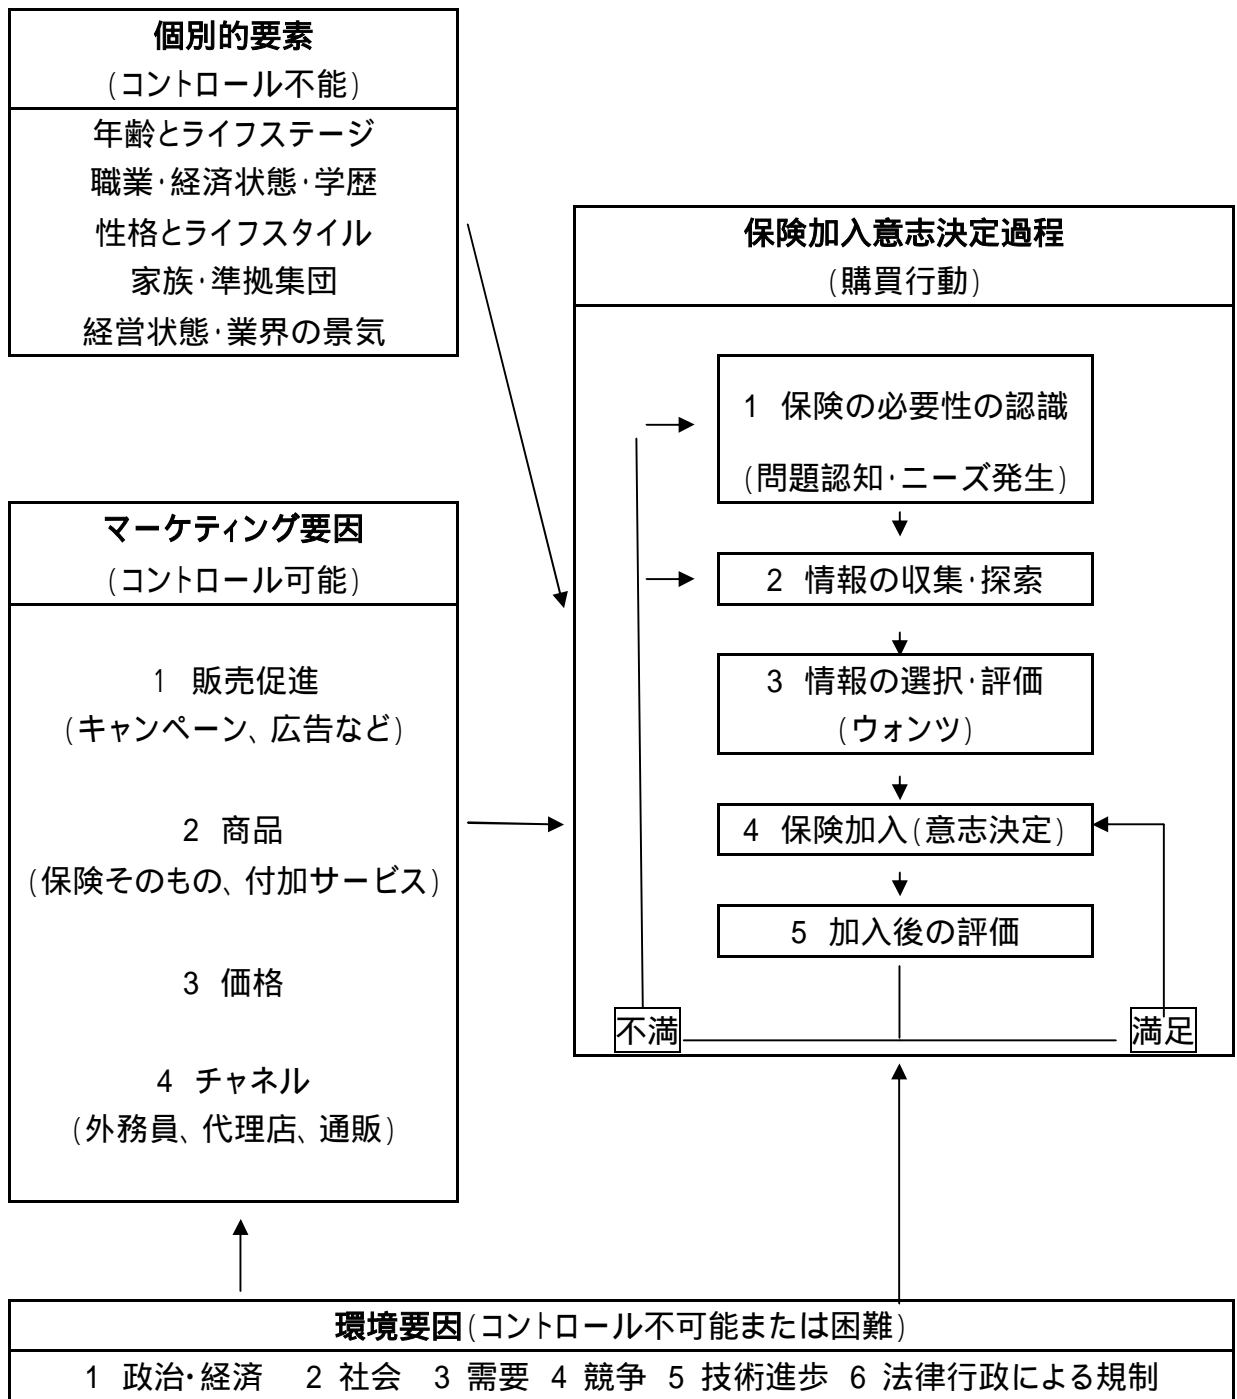 個別的要素
(コントロール不能)
年齢とライフステージ
職業・経済状態・学歴
性格とライフスタイル
家族・準拠集団
経営状態・業界の景気
マーケティング要因
(コントロール可能)
1 販売促進
(キャンペーン、広告など)
2 商品
(保険そのもの、付加サービス)
3 価格
4 チャネル
(外務員、代理店、通販)
保険加入意志決定過程
(購買行動)
1 保険の必要性の認識
(問題認知・ニーズ発生)
2 情報の収集・探索
3 情報の選択・評価
(ウォンツ)
4 保険加入(意志決定)
5 加入後の評価
不満
満足
環境要因(コントロール不可能または困難)
1 政治・経済 2 社会 3 需要 4 競争 5 技術進歩 6 法律行政による規制